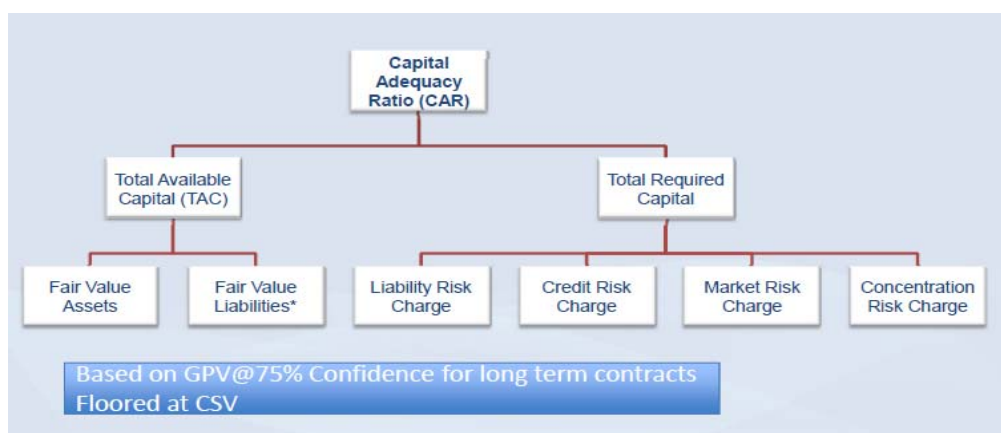 Capital
Adequacy
Ratio (CAR)
Total Available
Capital (TAC)
Total Required
Capital
Fair Value
Assets
Fair Value
Liabilities*
Liability Risk
Charge
Credit Risk
Charge
Market Risk
Charge
Concentration
Risk Charge
Based on GPV@75% Confidence for long term contracts
Floored at CSV